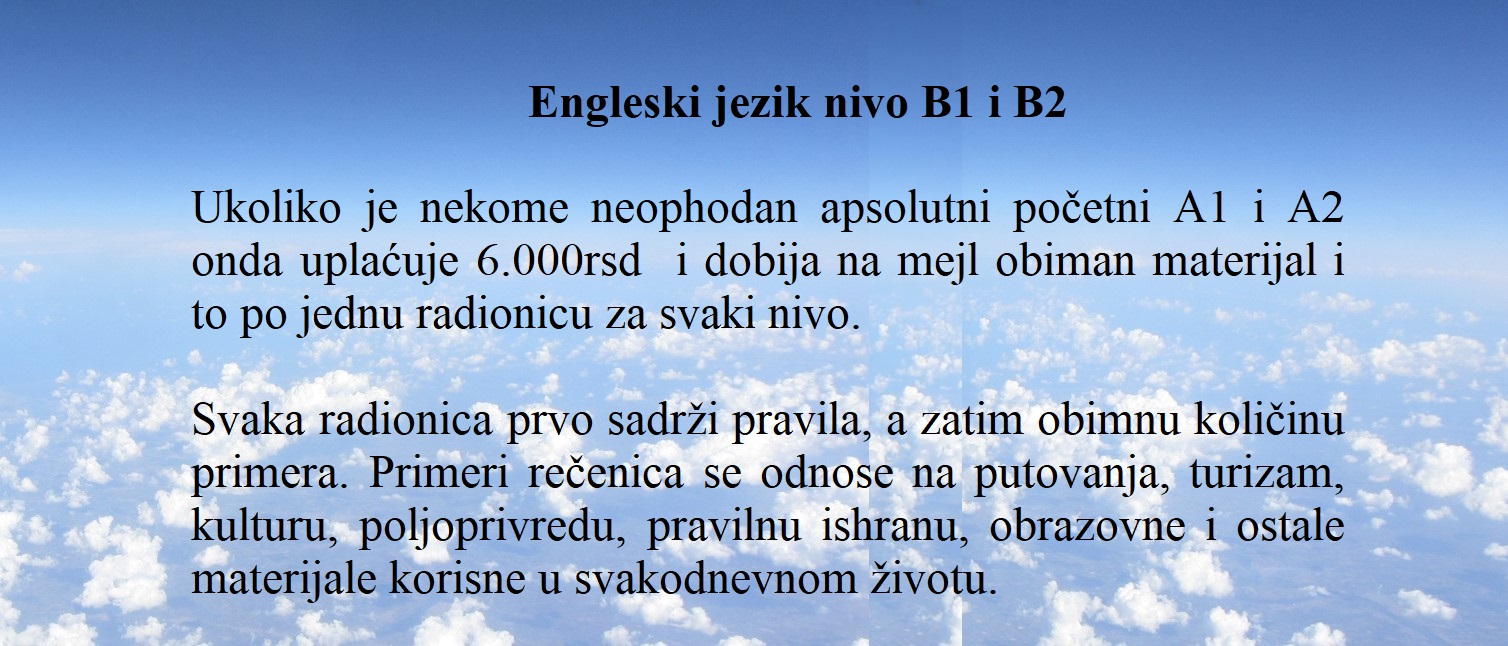 Engleski jezik nivo B1 i B2
Ukoliko je nekome neophodan apsolutni početni A1 i A2
onda uplaćuje 6.000rsd  i dobija na mejl obiman materijal i
to po jednu radionicu za svaki nivo.
Svaka radionica prvo sadrži pravila, a zatim obimnu količinu
primera. Primeri rečenica se odnose na putovanja, turizam,
kulturu, poljoprivredu, pravilnu ishranu, obrazovne i ostale
materijale korisne u svakodnevnom životu.